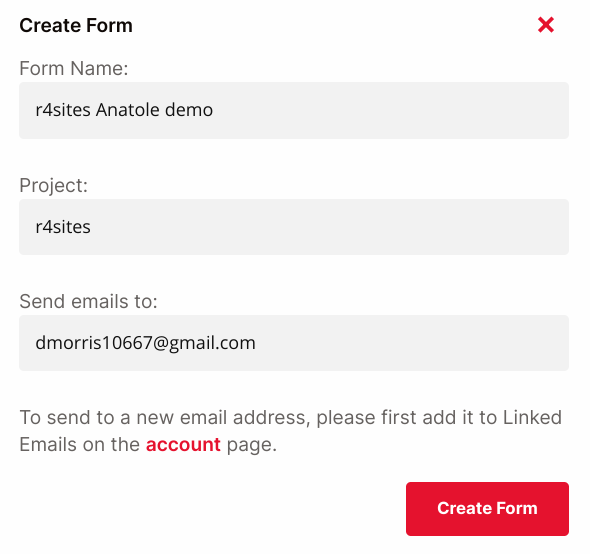 Create Form
Form Name:
r4sites Anatole demo
Project:
r4sites
Send emails to:
dmorris10667@gmail.com
To send to a new email address, please first add it to Linked
Emails on the account page.
Create Form